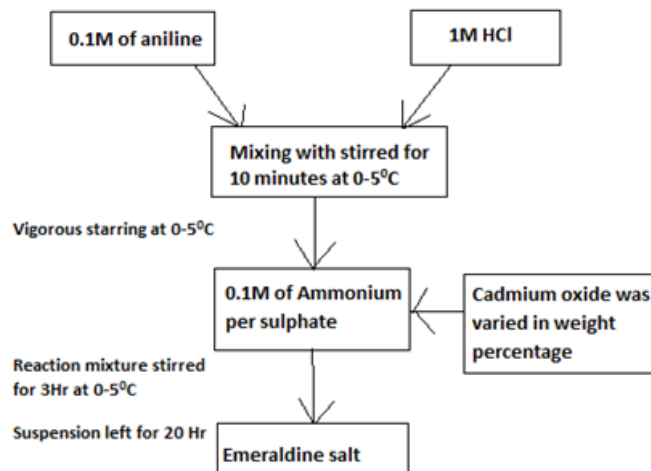 0.1M of aniline
1M HCl
Mixing with stirred for
10 minutes at 0-5⁰C
Vigorous starring at 0-5⁰C
0.1M of Ammonium
per sulphate
Cadmium oxide was
varied in weight
percentage
Reaction mixture stirred
for 3Hr at 0-5⁰C
Suspension left for 20 Hr
Emeraldine salt